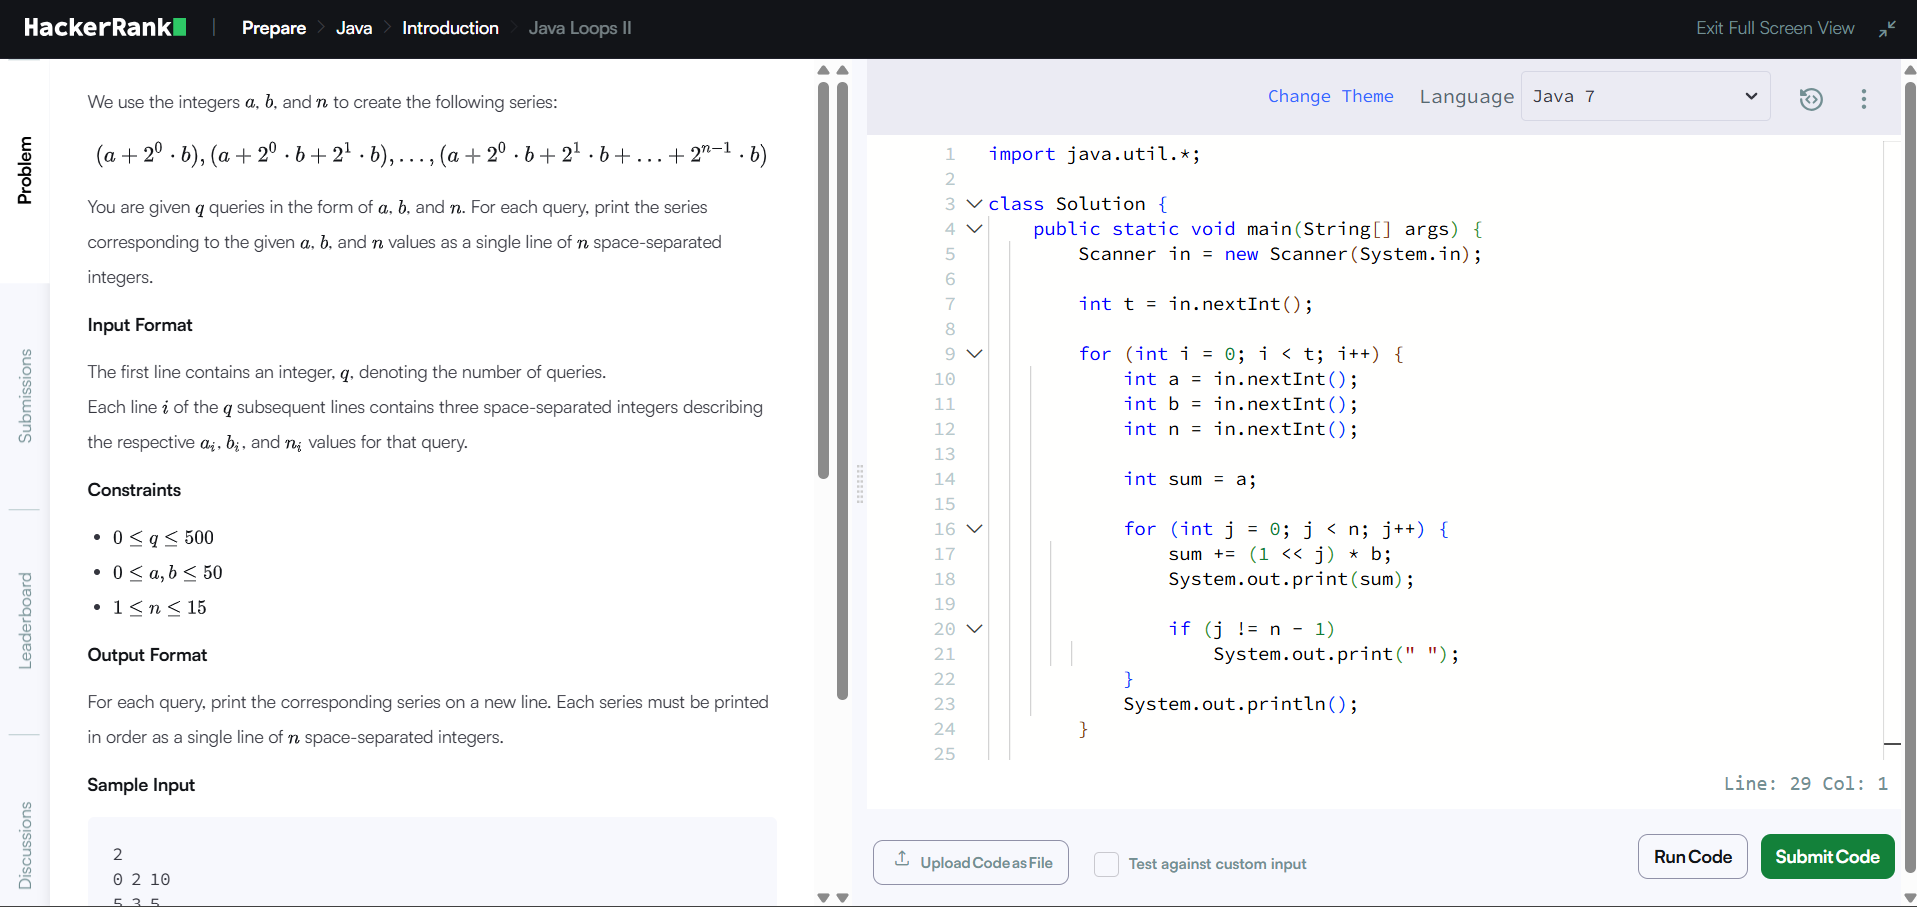 HackerRank
Prepare
Java
Introduction
Java Loops II
Exit Full Screen View
Problem
Submissions
Leaderboard
Discussions
We use the integers a, b, and n to create the following series:
(a + 2⁰ · b), (a + 2⁰ · b + 2¹ · b), . . . , (a + 2⁰ · b + 2¹ · b + . . . + 2ⁿ⁻¹ · b)
You are given q queries in the form of a, b, and n. For each query, print the series
corresponding to the given a, b, and n values as a single line of n space-separated
integers.
Input Format
The first line contains an integer, q, denoting the number of queries.
Each line i of the q subsequent lines contains three space-separated integers describing
the respective aᵢ, bᵢ, and nᵢ values for that query.
Constraints
• 0 ≤ q ≤ 500
• 0 ≤ a, b ≤ 50
• 1 ≤ n ≤ 15
Output Format
For each query, print the corresponding series on a new line. Each series must be printed
in order as a single line of n space-separated integers.
Sample Input
2
0 2 10
5 3 5
Change Theme
Language
Java 7
1 import java.util.*;
2
3 class Solution {
4     public static void main(String[] args) {
5         Scanner in = new Scanner(System.in);
6
7         int t = in.nextInt();
8
9         for (int i = 0; i < t; i++) {
10             int a = in.nextInt();
11             int b = in.nextInt();
12             int n = in.nextInt();
13
14             int sum = a;
15
16             for (int j = 0; j < n; j++) {
17                 sum += (1 << j) * b;
18                 System.out.print(sum);
19
20                 if (j != n - 1)
21                     System.out.print(" ");
22             }
23             System.out.println();
24         }
25
Line: 29 Col: 1
Upload Code as File
Test against custom input
Run Code
Submit Code